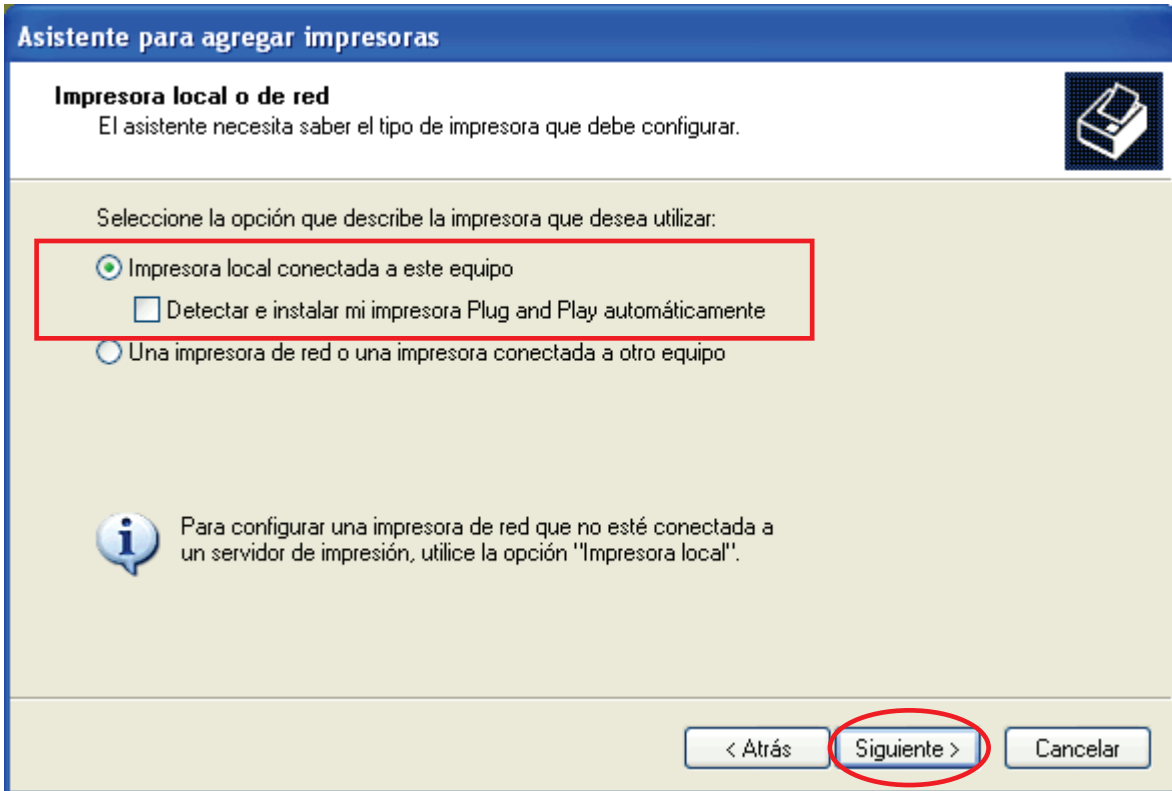 Asistente para agregar impresoras
Impresora local o de red
El asistente necesita saber el tipo de impresora que debe configurar.
Seleccione la opción que describe la impresora que desea utilizar:
Impresora local conectada a este equipo
Detectar e instalar mi impresora Plug and Play automáticamente
Una impresora de red o una impresora conectada a otro equipo
Para configurar una impresora de red que no esté conectada a
un servidor de impresión, utilice la opción "Impresora local".
< Atrás Siguiente > Cancelar